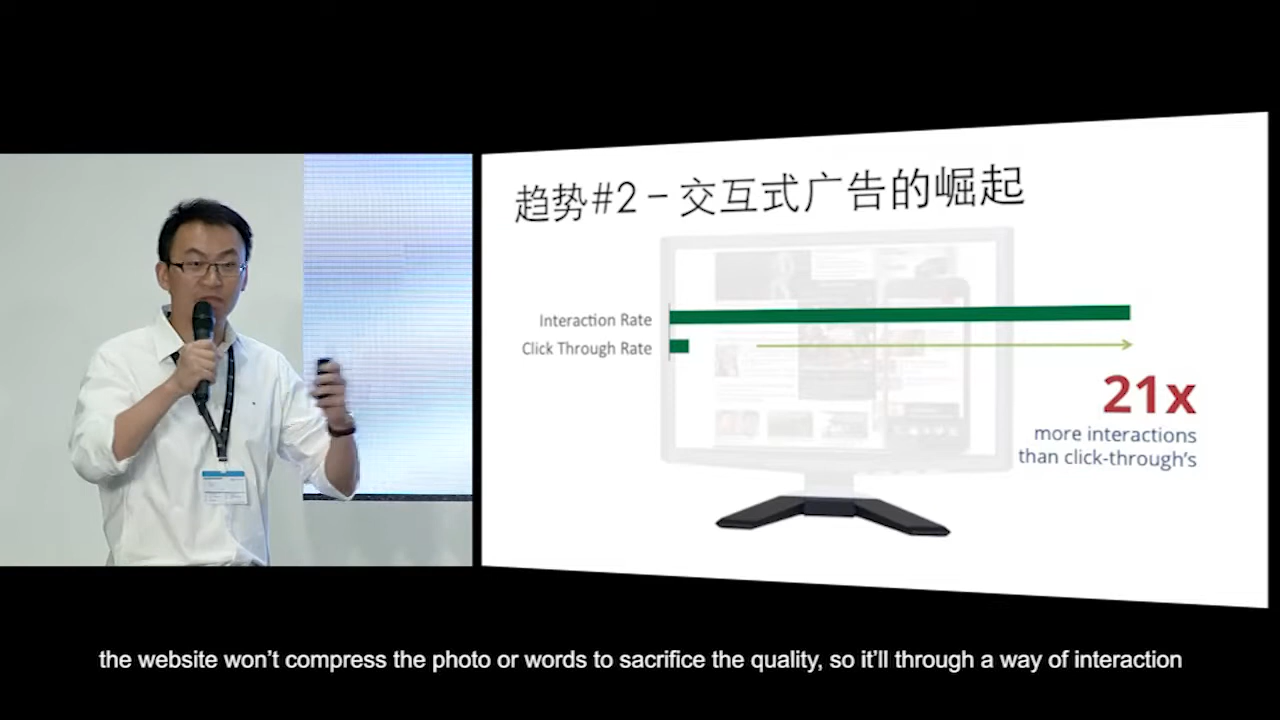 趋势#2 – 交互式广告的崛起
Interaction Rate
Click Through Rate
21x
more interactions
than click-through's
the website won't compress the photo or words to sacrifice the quality, so it'll through a way of interaction